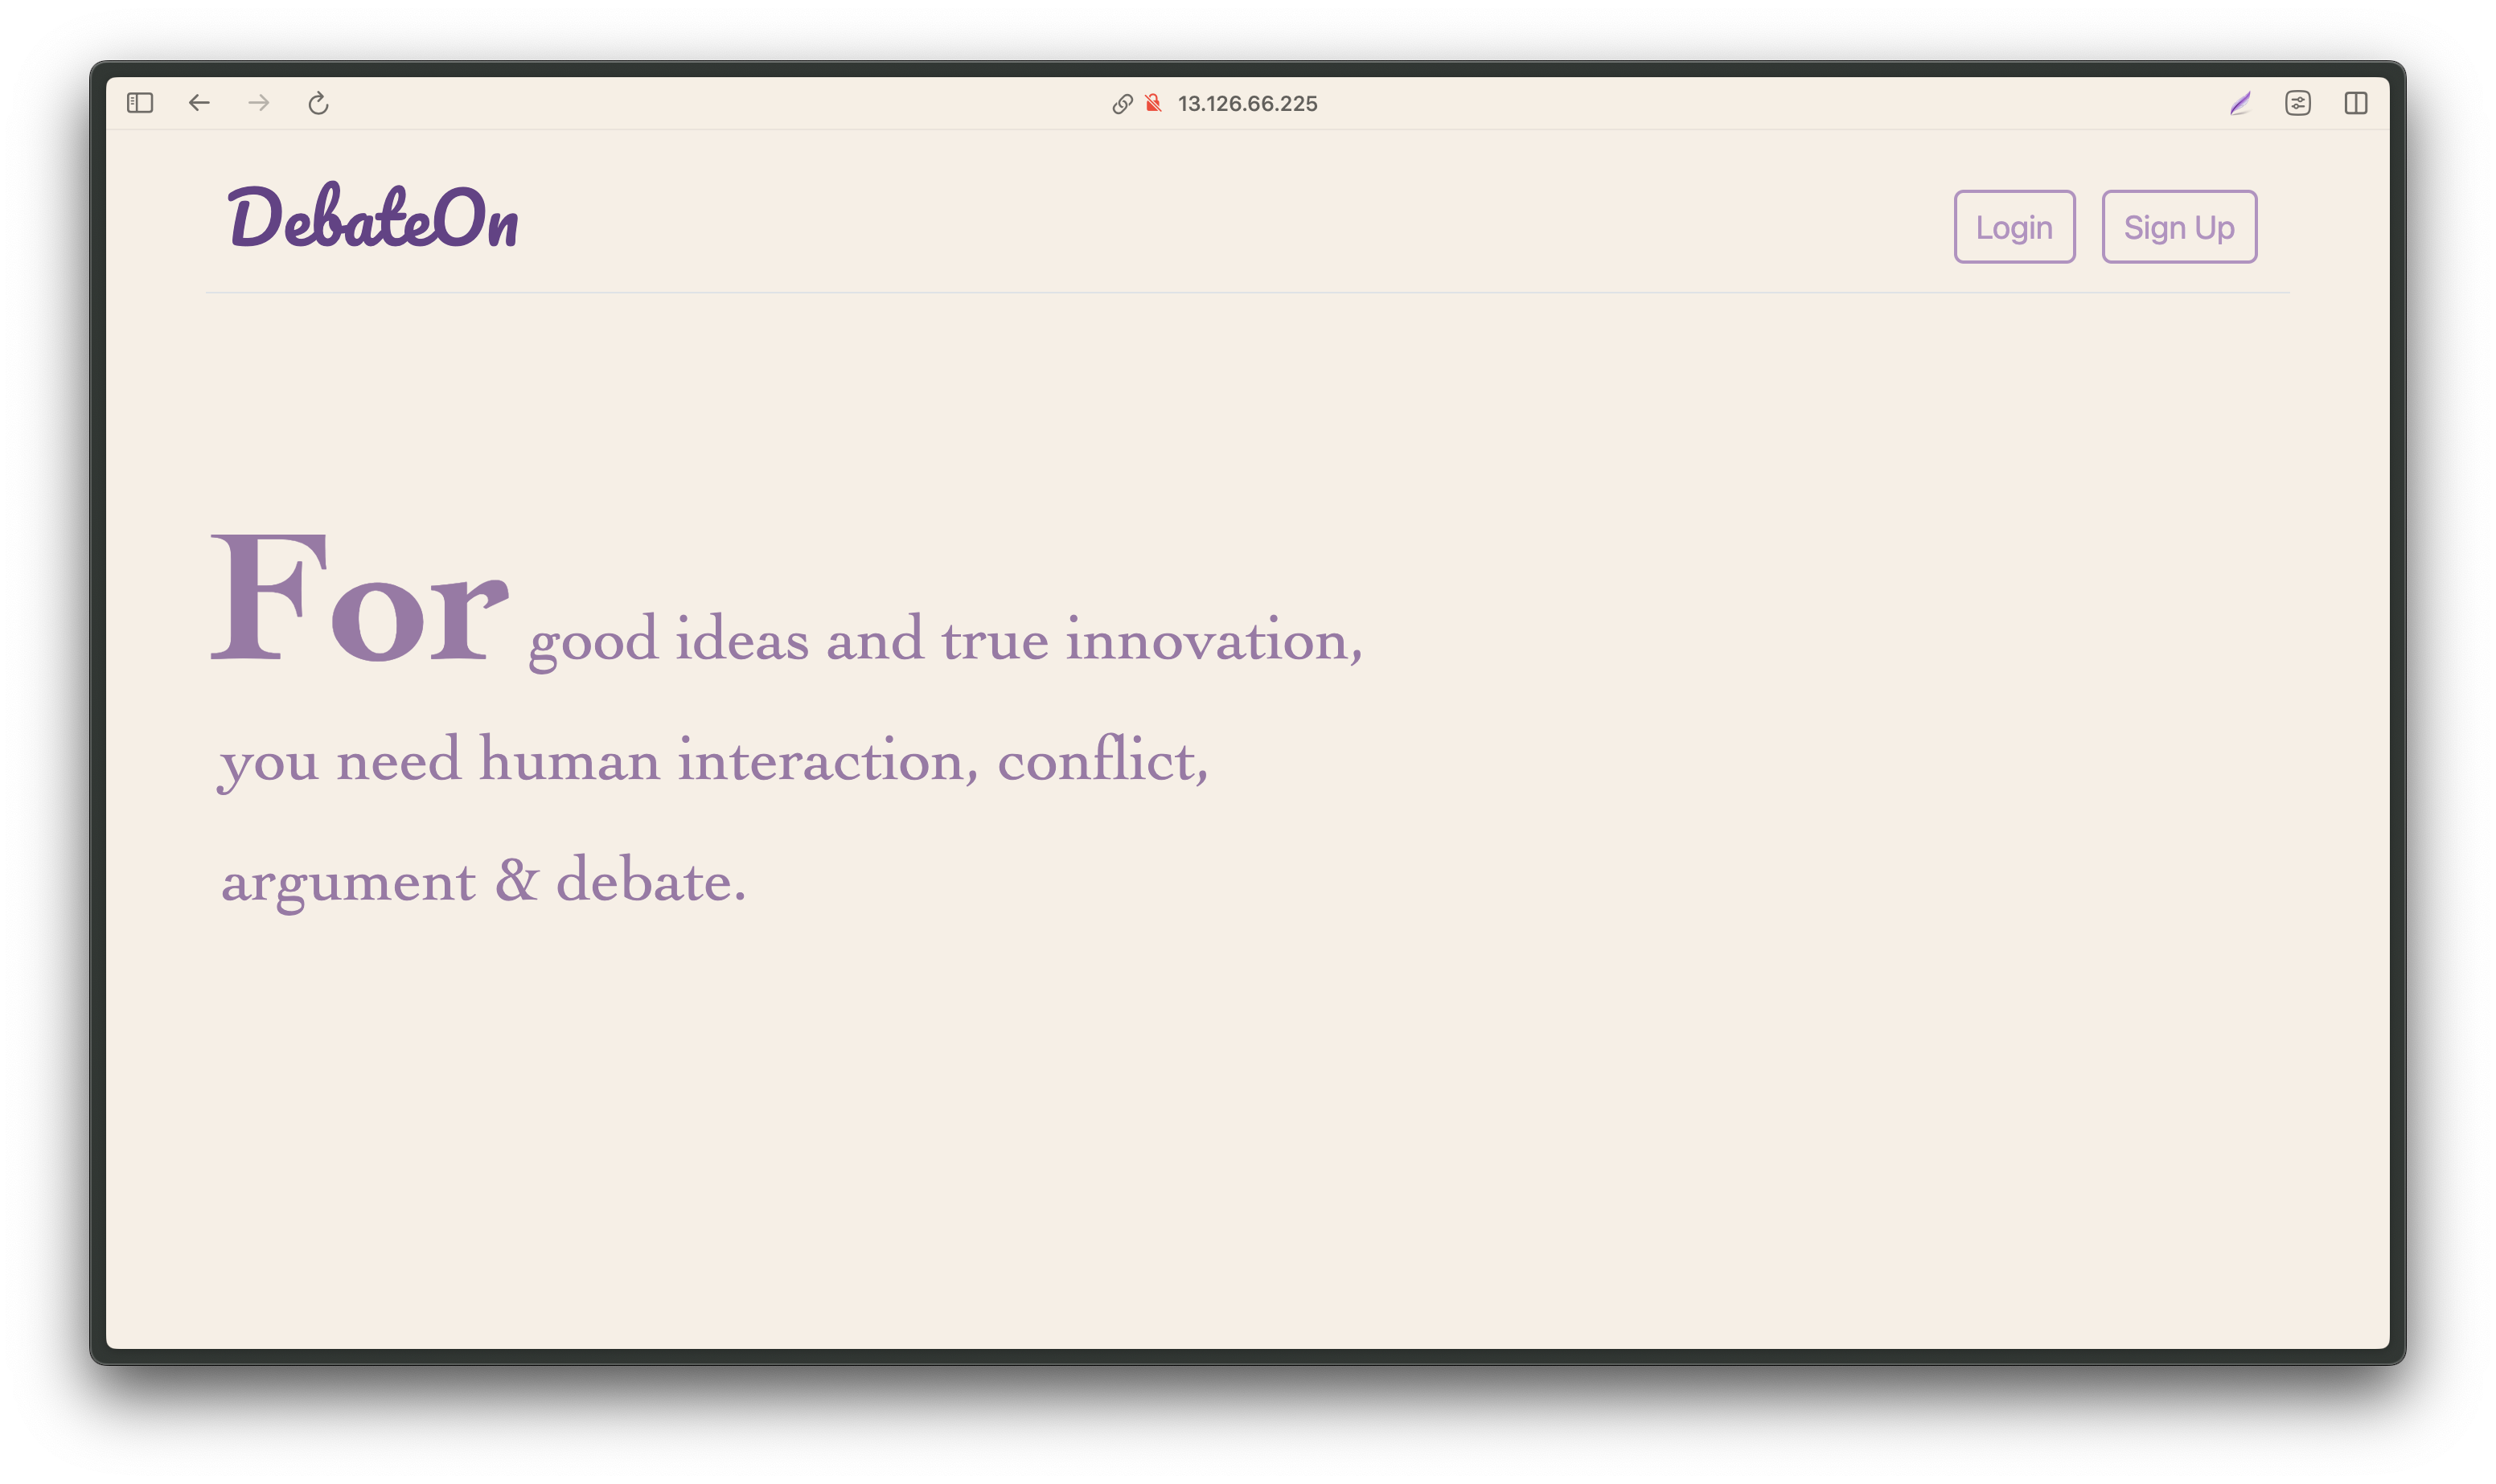 13.126.66.225
DebateOn
Login
Sign Up
For good ideas and true innovation,
you need human interaction, conflict,
argument & debate.